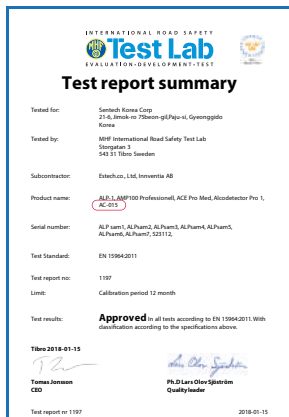 INTERNATIONAL ROAD SAFETY
MHF Test Lab
EVALUATION·DEVELOPMENT·TEST
Test report summary
Tested for: Sentech Korea Corp
21-6, Jimok-ro 75beon-gil,Paju-si, Gyeonggido
Korea
Tested by: MHF International Road Safety Test Lab
Storgatan 3
543 31 Tibro Sweden
Subcontractor: Estech.co., Ltd, Innventia AB
Product name: ALP-1, AMP100 Professionell, ACE Pro Med, Alcodetector Pro 1,
AC-015
Serial number: ALP sam1, ALPsam2, ALPsam3, ALPsam4, ALPsam5,
ALPsam6, ALPsam7, 523112,
Test Standard: EN 15964:2011
Test report no: 1197
Limit: Calibration period 12 month
Test results: Approved In all tests according to EN 15964:2011. With
classification according to the specifications above.
Tibro 2018-01-15
Tomas Jonsson
CEO
Lars Olov Sjöström
Ph.D Lars Olov Sjöström
Quality leader
Test report nr 1197
2018-01-15